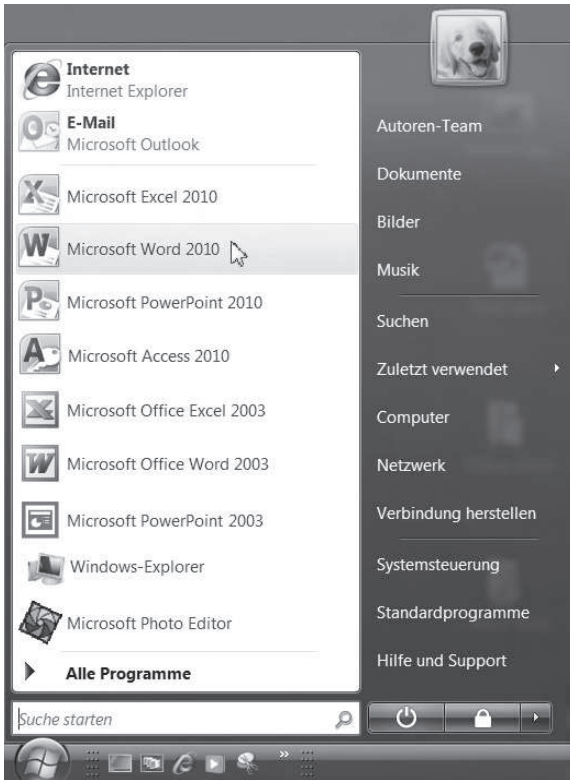 Internet
Internet Explorer
E-Mail
Microsoft Outlook
Microsoft Excel 2010
Microsoft Word 2010
Microsoft PowerPoint 2010
Microsoft Access 2010
Microsoft Office Excel 2003
Microsoft Office Word 2003
Microsoft PowerPoint 2003
Windows-Explorer
Microsoft Photo Editor
Alle Programme
Suche starten
Autoren-Team
Dokumente
Bilder
Musik
Suchen
Zuletzt verwendet
Computer
Netzwerk
Verbindung herstellen
Systemsteuerung
Standardprogramme
Hilfe und Support